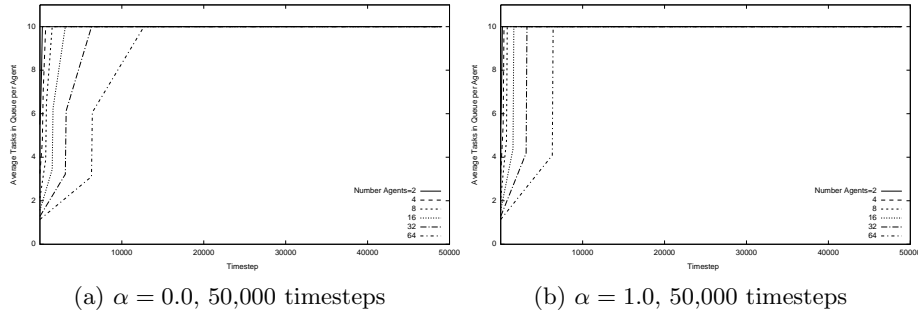 Average Tasks in Queue per Agent
10
8
6
4
2
0
Number Agents=2
4
8
16
32
64
10000 20000 30000 40000 50000
Timestep
(a) α = 0.0, 50,000 timesteps
Average Tasks in Queue per Agent
10
8
6
4
2
0
Number Agents=2
4
8
16
32
64
0 10000 20000 30000 40000 50000
Timestep
(b) α = 1.0, 50,000 timesteps